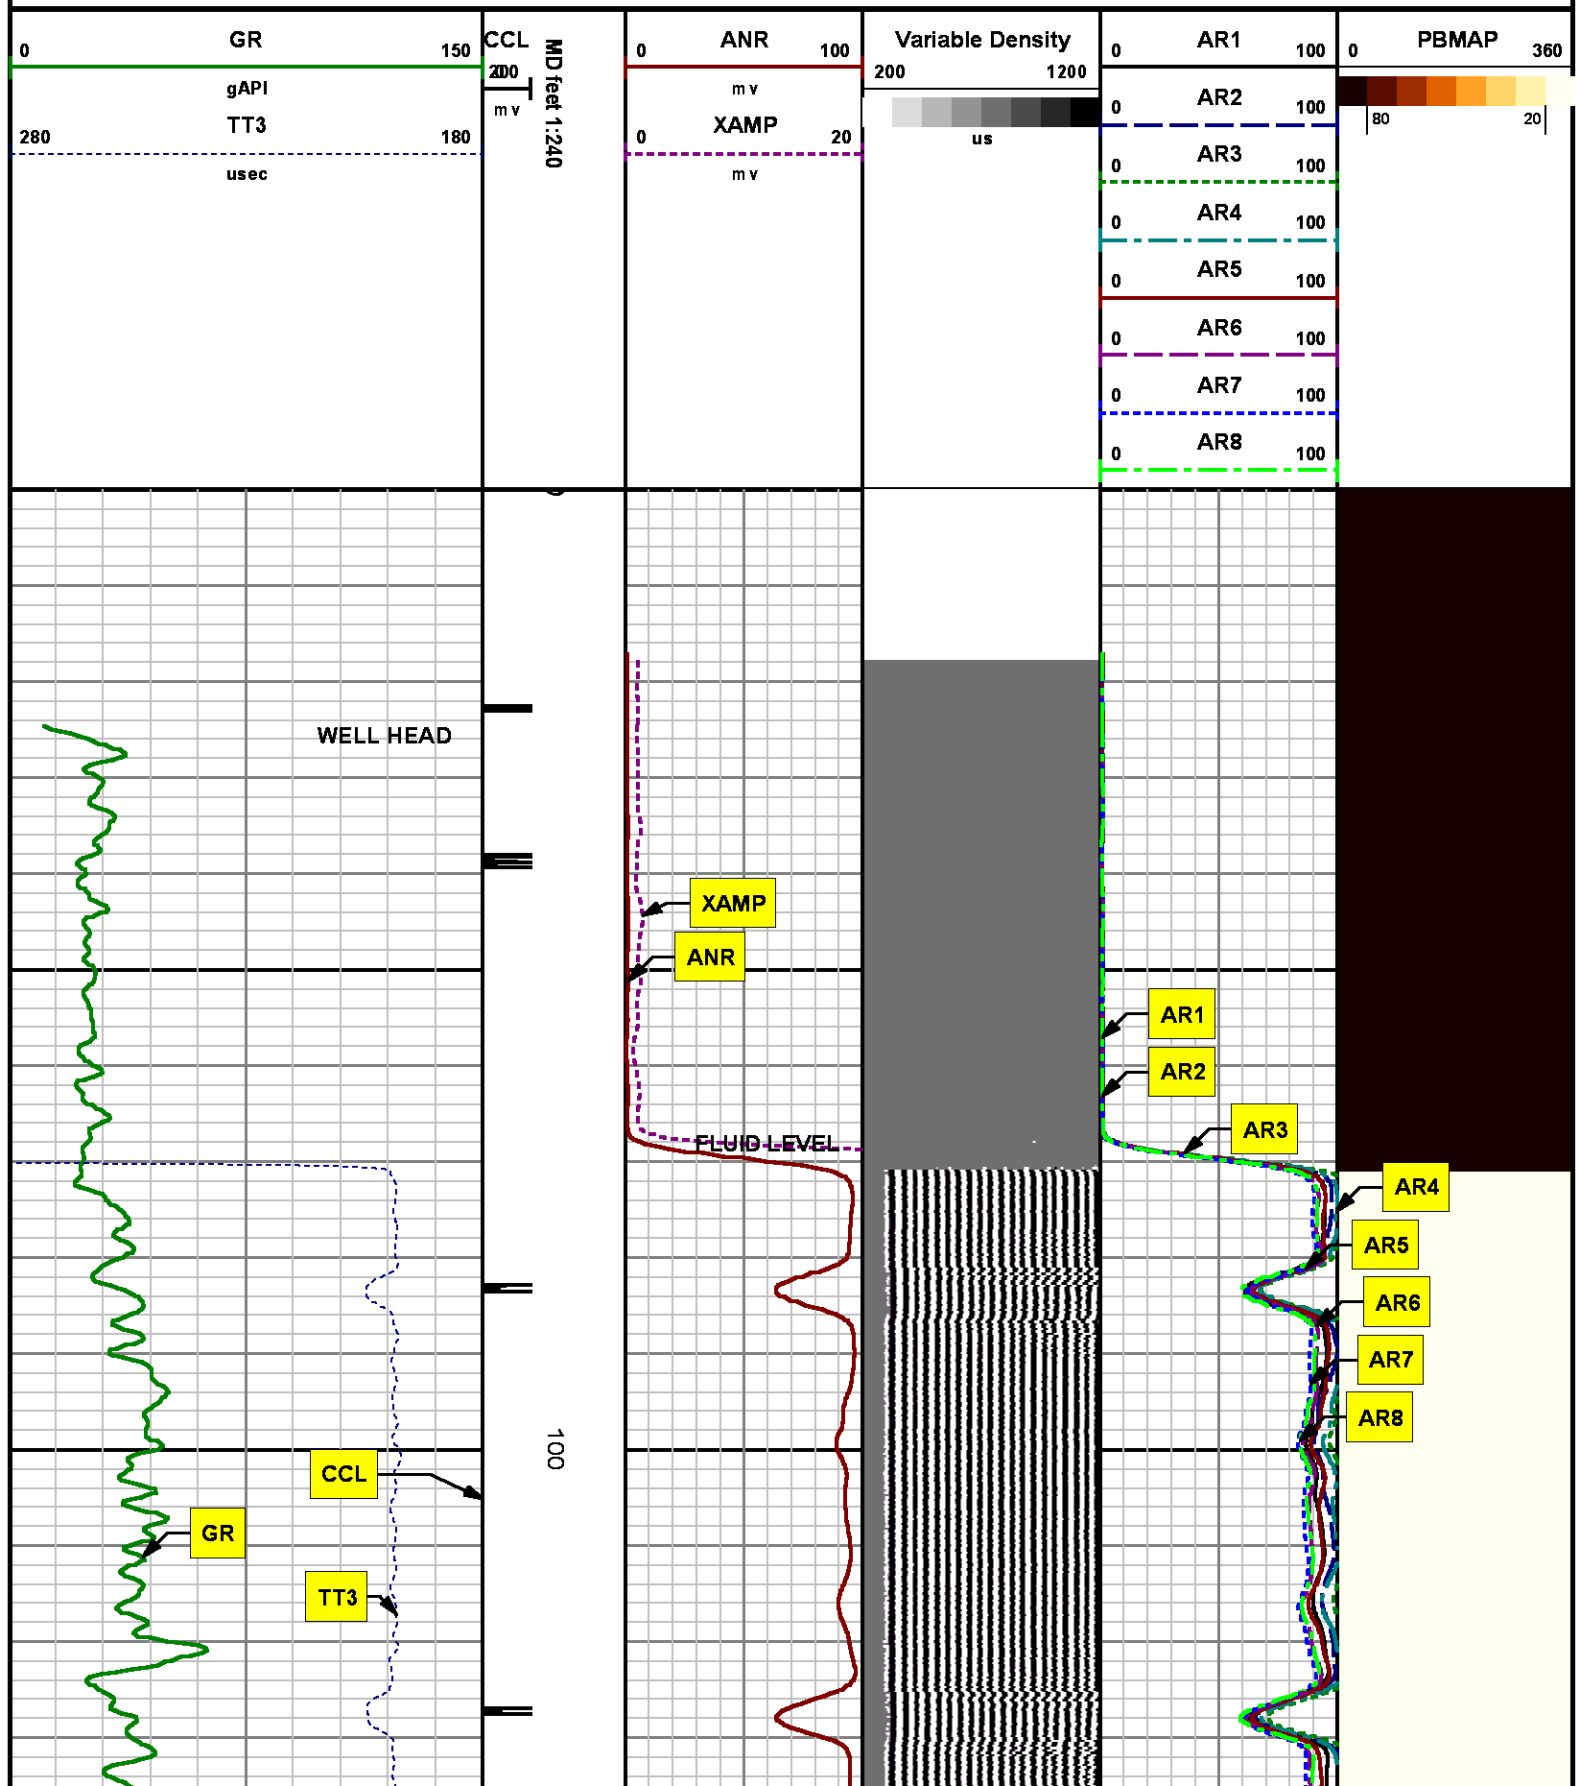 GR
0 150
gAPI
TT3
280 180
usec
CCL
200
mv
MD feet 1:240
ANR
0 100
mv
XAMP
0 20
mv
Variable Density
200 1200
us
AR1
0 100
AR2
0 100
AR3
0 100
AR4
0 100
AR5
0 100
AR6
0 100
AR7
0 100
AR8
0 100
PBMAP
0 360
80 20
WELL HEAD
XAMP
ANR
AR1
AR2
AR3
FLUID LEVEL
AR4
AR5
AR6
AR7
AR8
100
CCL
GR
TT3